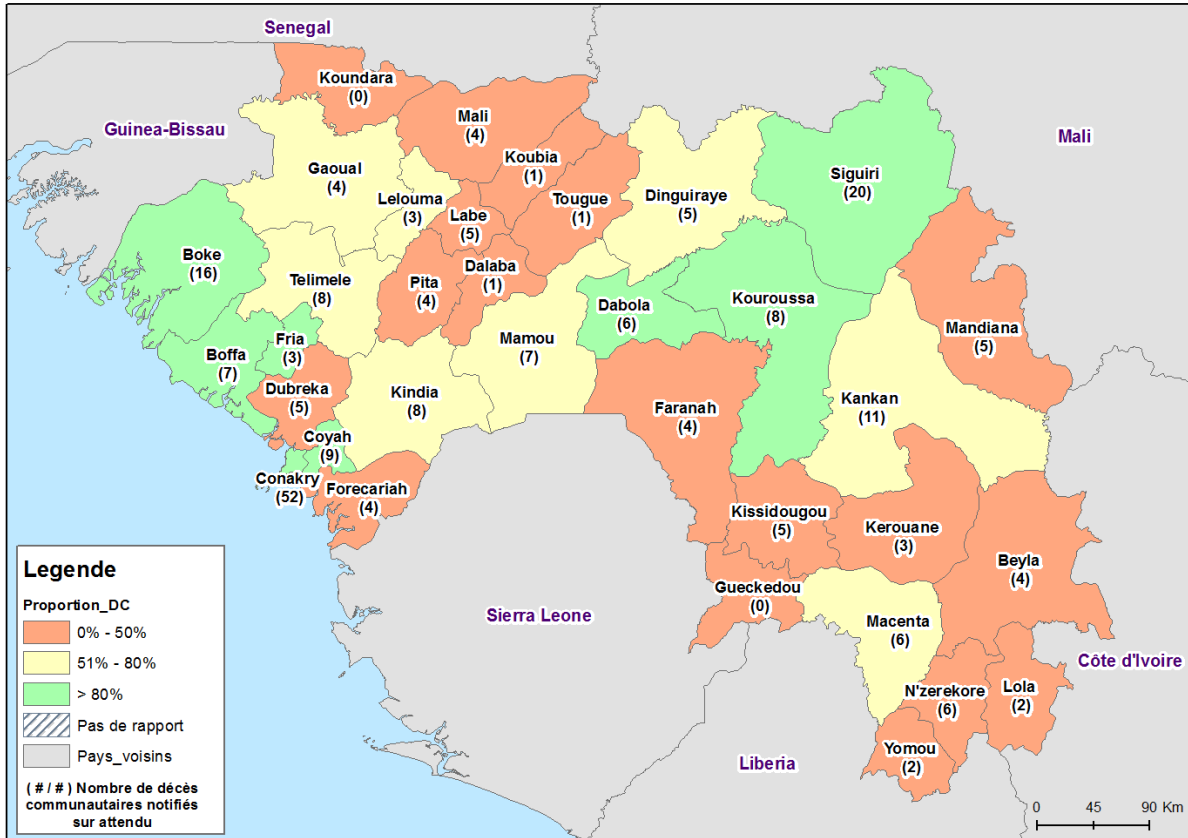 Senegal
Koundara
(0)
Guinea-Bissau
Mali
(4)
Mali
Koubia
(1)
Gaoual
(4)
Siguiri
(20)
Lelouma
(3)
Tougue
(1)
Dinguiraye
(5)
Labe
(5)
Boke
(16)
Dalaba
(1)
Telimele
(8)
Pita
(4)
Dabola
(6)
Kouroussa
(8)
Mandiana
(5)
Fria
(3)
Mamou
(7)
Boffa
(7)
Dubreka
(5)
Kindia
(8)
Kankan
(11)
Faranah
(4)
Coyah
(9)
Conakry
(52)
Forecariah
(4)
Kissidougou
(5)
Kerouane
(3)
Beyla
(4)
Gueckedou
(0)
Sierra Leone
Macenta
(6)
Côte d'Ivoire
N'zerekore
(6)
Lola
(2)
Yomou
(2)
Liberia
Legende
Proportion_DC
0% - 50%
51% - 80%
> 80%
Pas de rapport
Pays_voisins
( # / # ) Nombre de décès
communautaires notifiés
sur attendu
0 45 90 Km